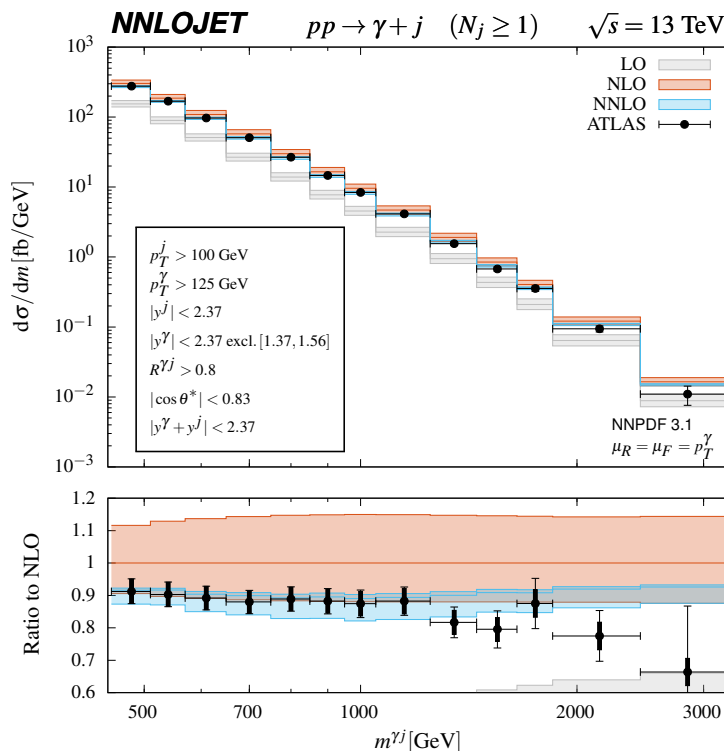 NNLOJET pp → γ + j (N_j ≥ 1) √s = 13 TeV
LO
NLO
NNLO
ATLAS
dσ/dm [fb/GeV]
10^3
10^2
10^1
10^0
10^−1
10^−2
10^−3
p_T^j > 100 GeV
p_T^γ > 125 GeV
|y^j| < 2.37
|y^γ| < 2.37 excl. [1.37, 1.56]
R^{γj} > 0.8
|cos θ*| < 0.83
|y^γ + y^j| < 2.37
NNPDF 3.1
μ_R = μ_F = p_T^γ
Ratio to NLO
1.2
1.1
1
0.9
0.8
0.7
0.6
500 700 1000 2000 3000
m^{γj} [GeV]